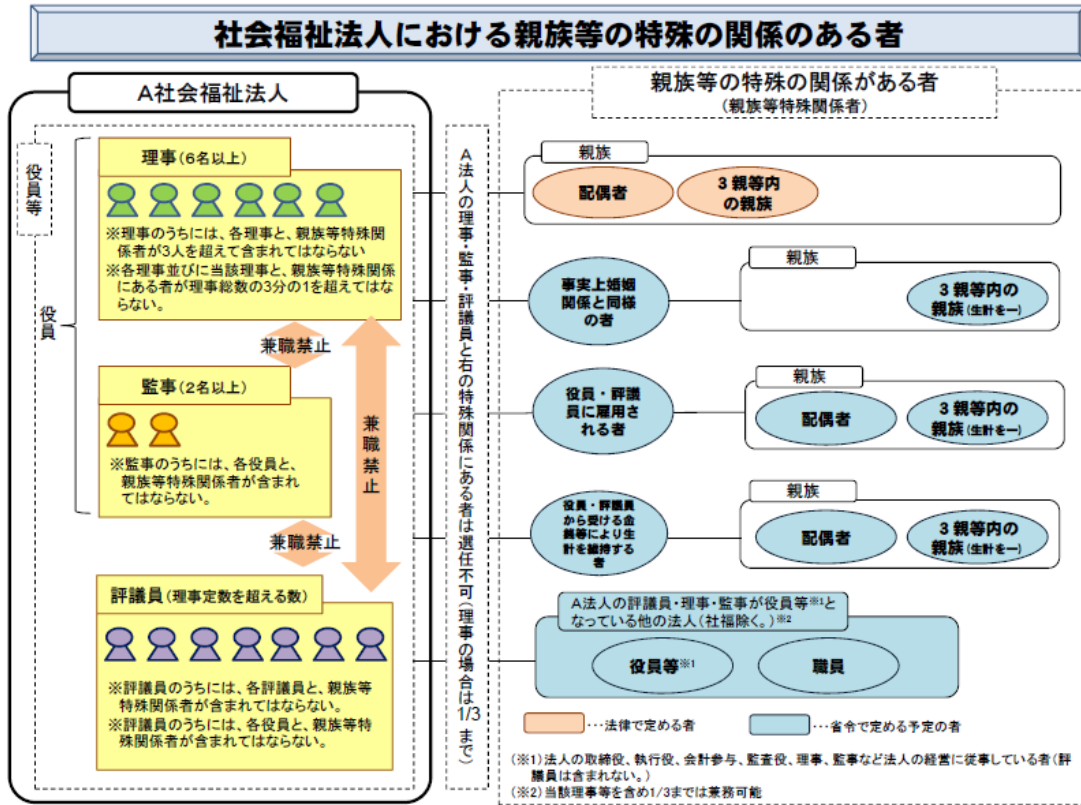 社会福祉法人における親族等の特殊の関係のある者
A社会福祉法人
役員等
役員
理事(6名以上)
※理事のうちには、各理事と、親族等特殊関
係者が3人を超えて含まれてはならない
※各理事並びに当該理事と、親族等特殊関係
にある者が理事総数の3分の1を超えてはな
らない。
兼職禁止
監事(2名以上)
※監事のうちには、各役員と、
親族等特殊関係者が含まれ
てはならない。
兼職禁止
兼職禁止
評議員(理事定数を超える数)
※評議員のうちには、各評議員と、親族等
特殊関係者が含まれてはならない。
※評議員のうちには、各役員と、親族等特
殊関係者が含まれてはならない。
A法人の理事・監事・評議員と右の特殊関係にある者は選任不可(理事の場合は1/3まで)
親族等の特殊の関係がある者
(親族等特殊関係者)
親族
配偶者
3親等内
の親族
事実上婚姻
関係と同様
の者
親族
3親等内の
親族(生計を一)
役員・評議
員に雇用さ
れる者
親族
配偶者
3親等内の
親族(生計を一)
役員・評議員
から受ける金
銭等により生
計を維持する
者
親族
配偶者
3親等内の
親族(生計を一)
A法人の評議員・理事・監事が役員等※1と
なっている他の法人(社福除く。)※2
役員等※1
職員
・・・法律で定める者
・・・省令で定める予定の者
(※1)法人の取締役、執行役、会計参与、監査役、理事、監事など法人の経営に従事している者(評
議員は含まれない。)
(※2)当該理事等を含め1/3までは兼務可能